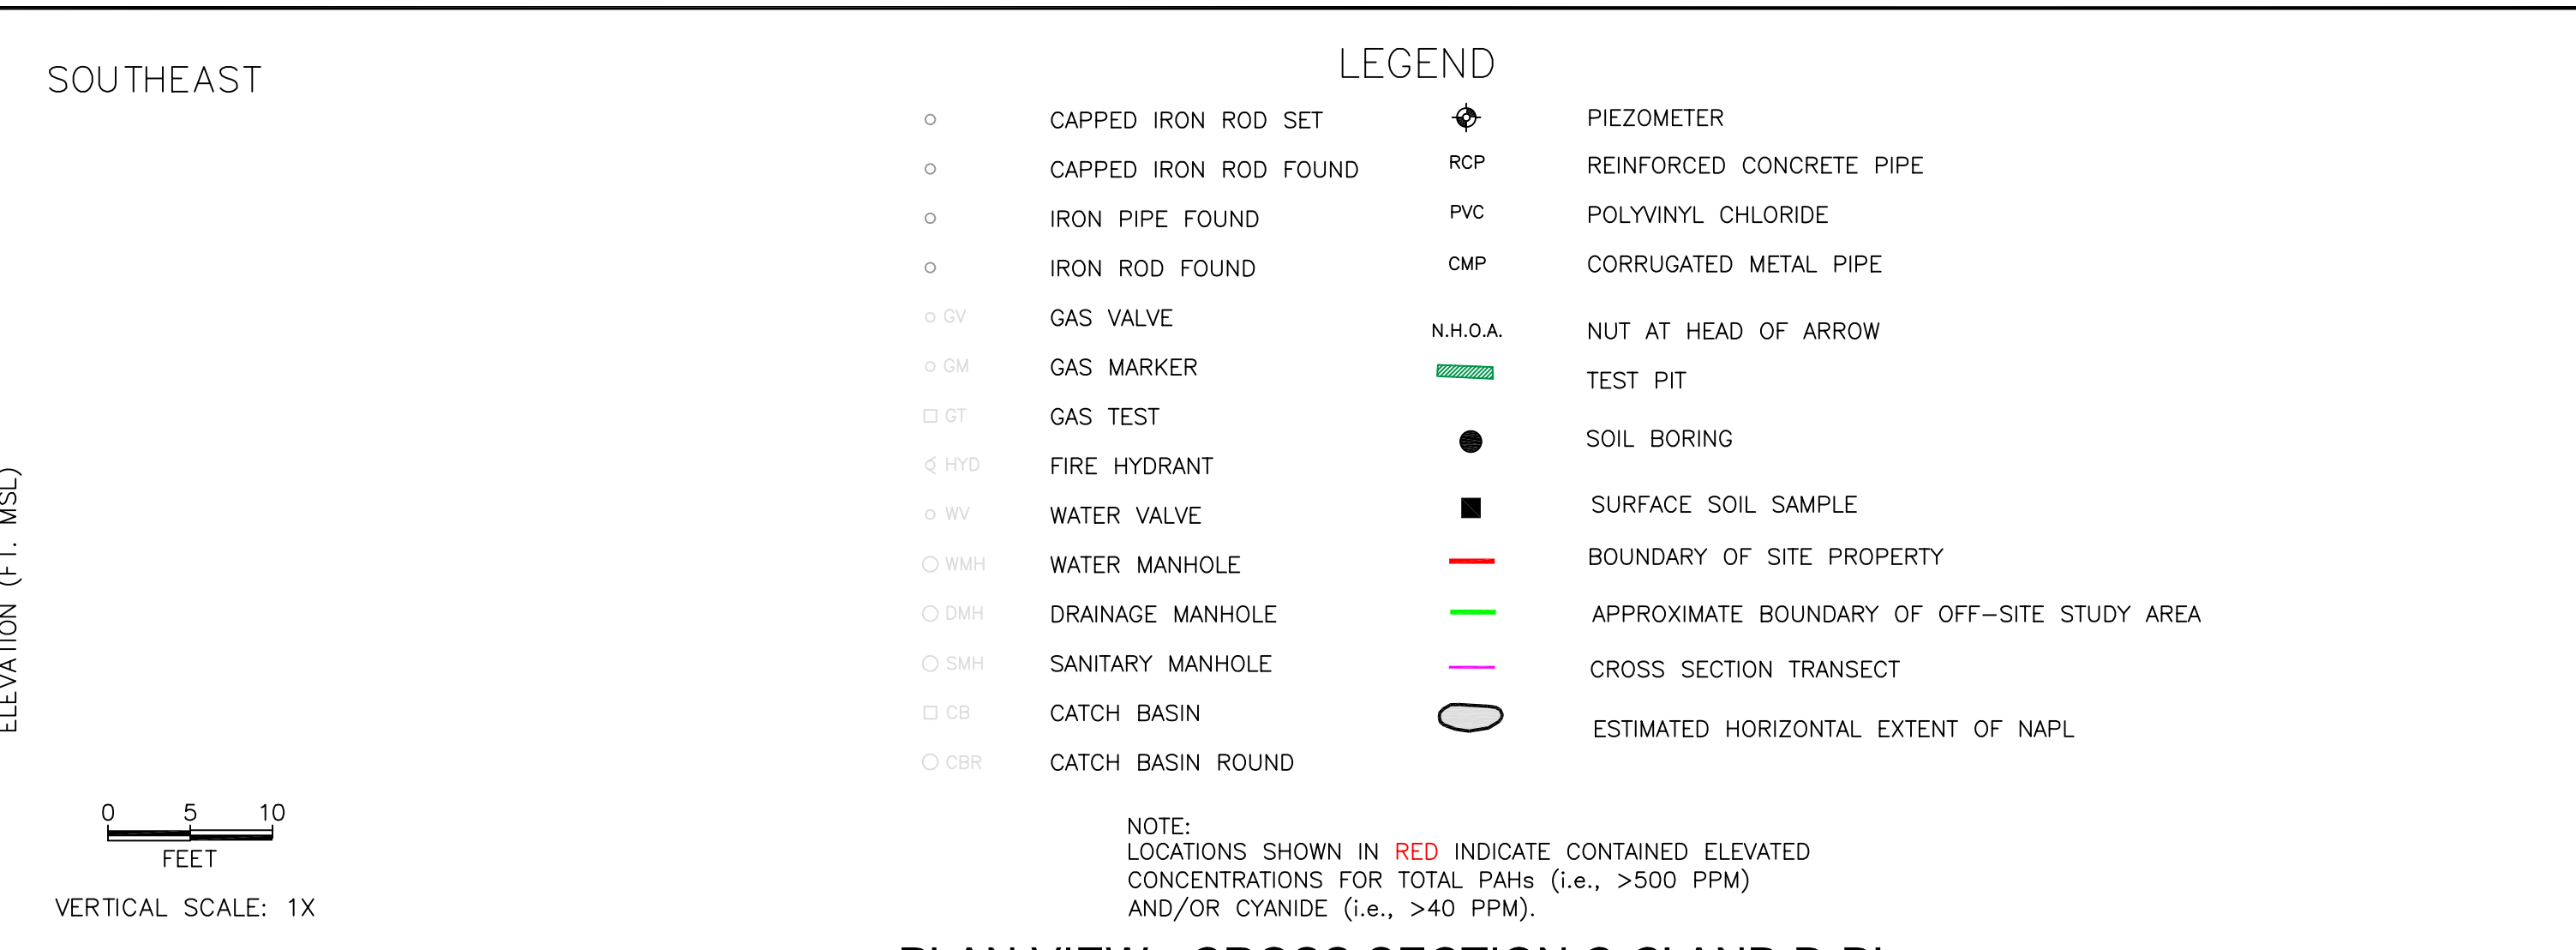 SOUTHEAST
ELEVATION (FT. MSL)
0 5 10
FEET
VERTICAL SCALE: 1X
LEGEND
CAPPED IRON ROD SET
CAPPED IRON ROD FOUND
IRON PIPE FOUND
IRON ROD FOUND
GV GAS VALVE
GM GAS MARKER
GT GAS TEST
HYD FIRE HYDRANT
WV WATER VALVE
WMH WATER MANHOLE
DMH DRAINAGE MANHOLE
SMH SANITARY MANHOLE
CB CATCH BASIN
CBR CATCH BASIN ROUND
PIEZOMETER
RCP REINFORCED CONCRETE PIPE
PVC POLYVINYL CHLORIDE
CMP CORRUGATED METAL PIPE
N.H.O.A. NUT AT HEAD OF ARROW
TEST PIT
SOIL BORING
SURFACE SOIL SAMPLE
BOUNDARY OF SITE PROPERTY
APPROXIMATE BOUNDARY OF OFF-SITE STUDY AREA
CROSS SECTION TRANSECT
ESTIMATED HORIZONTAL EXTENT OF NAPL
NOTE:
LOCATIONS SHOWN IN RED INDICATE CONTAINED ELEVATED
CONCENTRATIONS FOR TOTAL PAHs (i.e., >500 PPM)
AND/OR CYANIDE (i.e., >40 PPM).